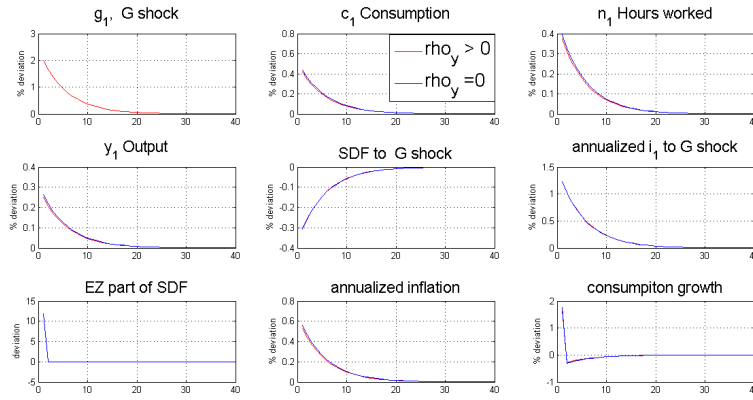 g1, G shock
% deviation
3
2
1
0
0 10 20 30 40
c1 Consumption
% deviation
0.8
0.6
0.4
0.2
0
0 10 20 30 40
rhoy > 0
rhoy =0
n1 Hours worked
% deviation
0.4
0.3
0.2
0.1
0
0 10 20 30 40
y1 Output
% deviation
0.4
0.3
0.2
0.1
0
0 10 20 30 40
SDF to G shock
% deviation
0
-0.1
-0.2
-0.3
-0.4
0 10 20 30 40
annualized i1 to G shock
% deviation
1.5
1
0.5
0
0 10 20 30 40
EZ part of SDF
deviation
15
10
5
0
-5
0 10 20 30 40
annualized inflation
% deviation
0.8
0.6
0.4
0.2
0
0 10 20 30 40
consumpiton growth
% deviation
2
1
0
-1
0 10 20 30 40